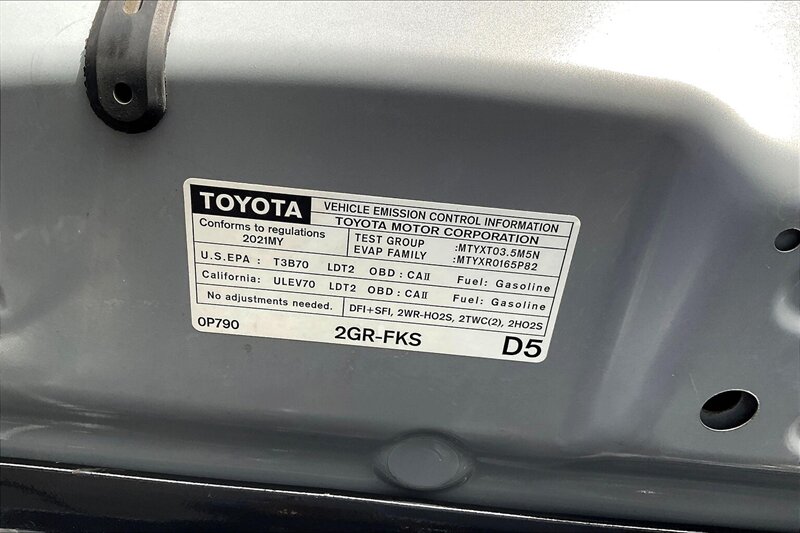 TOYOTA
VEHICLE EMISSION CONTROL INFORMATION
TOYOTA MOTOR CORPORATION
Conforms to regulations
2021MY
TEST GROUP :MTYXT03.5M5N
EVAP FAMILY :MTYXR0165P82
U.S.EPA : T3B70 LDT2 OBD : CAII Fuel: Gasoline
California: ULEV70 LDT2 OBD : CAII Fuel: Gasoline
No adjustments needed. DFI+SFI, 2WR-HO2S, 2TWC(2), 2HO2S
0P790 2GR-FKS D5